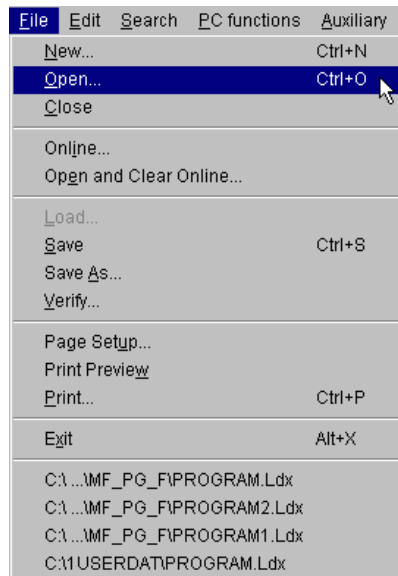 File Edit Search PC functions Auxiliary
New... Ctrl+N
Open... Ctrl+O
Close
Online...
Open and Clear Online...
Load...
Save Ctrl+S
Save As...
Verify...
Page Setup...
Print Preview
Print... Ctrl+P
Exit Alt+X
C:\ ...\MF_PG_F\PROGRAM.Ldx
C:\ ...\MF_PG_F\PROGRAM2.Ldx
C:\ ...\MF_PG_F\PROGRAM1.Ldx
C:\1USERDAT\PROGRAM.Ldx